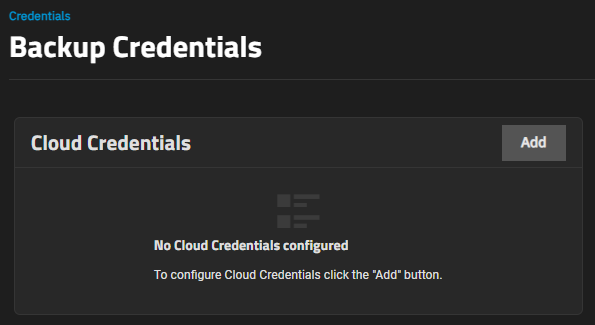 Credentials
Backup Credentials
Cloud Credentials
Add
No Cloud Credentials configured
To configure Cloud Credentials click the "Add" button.